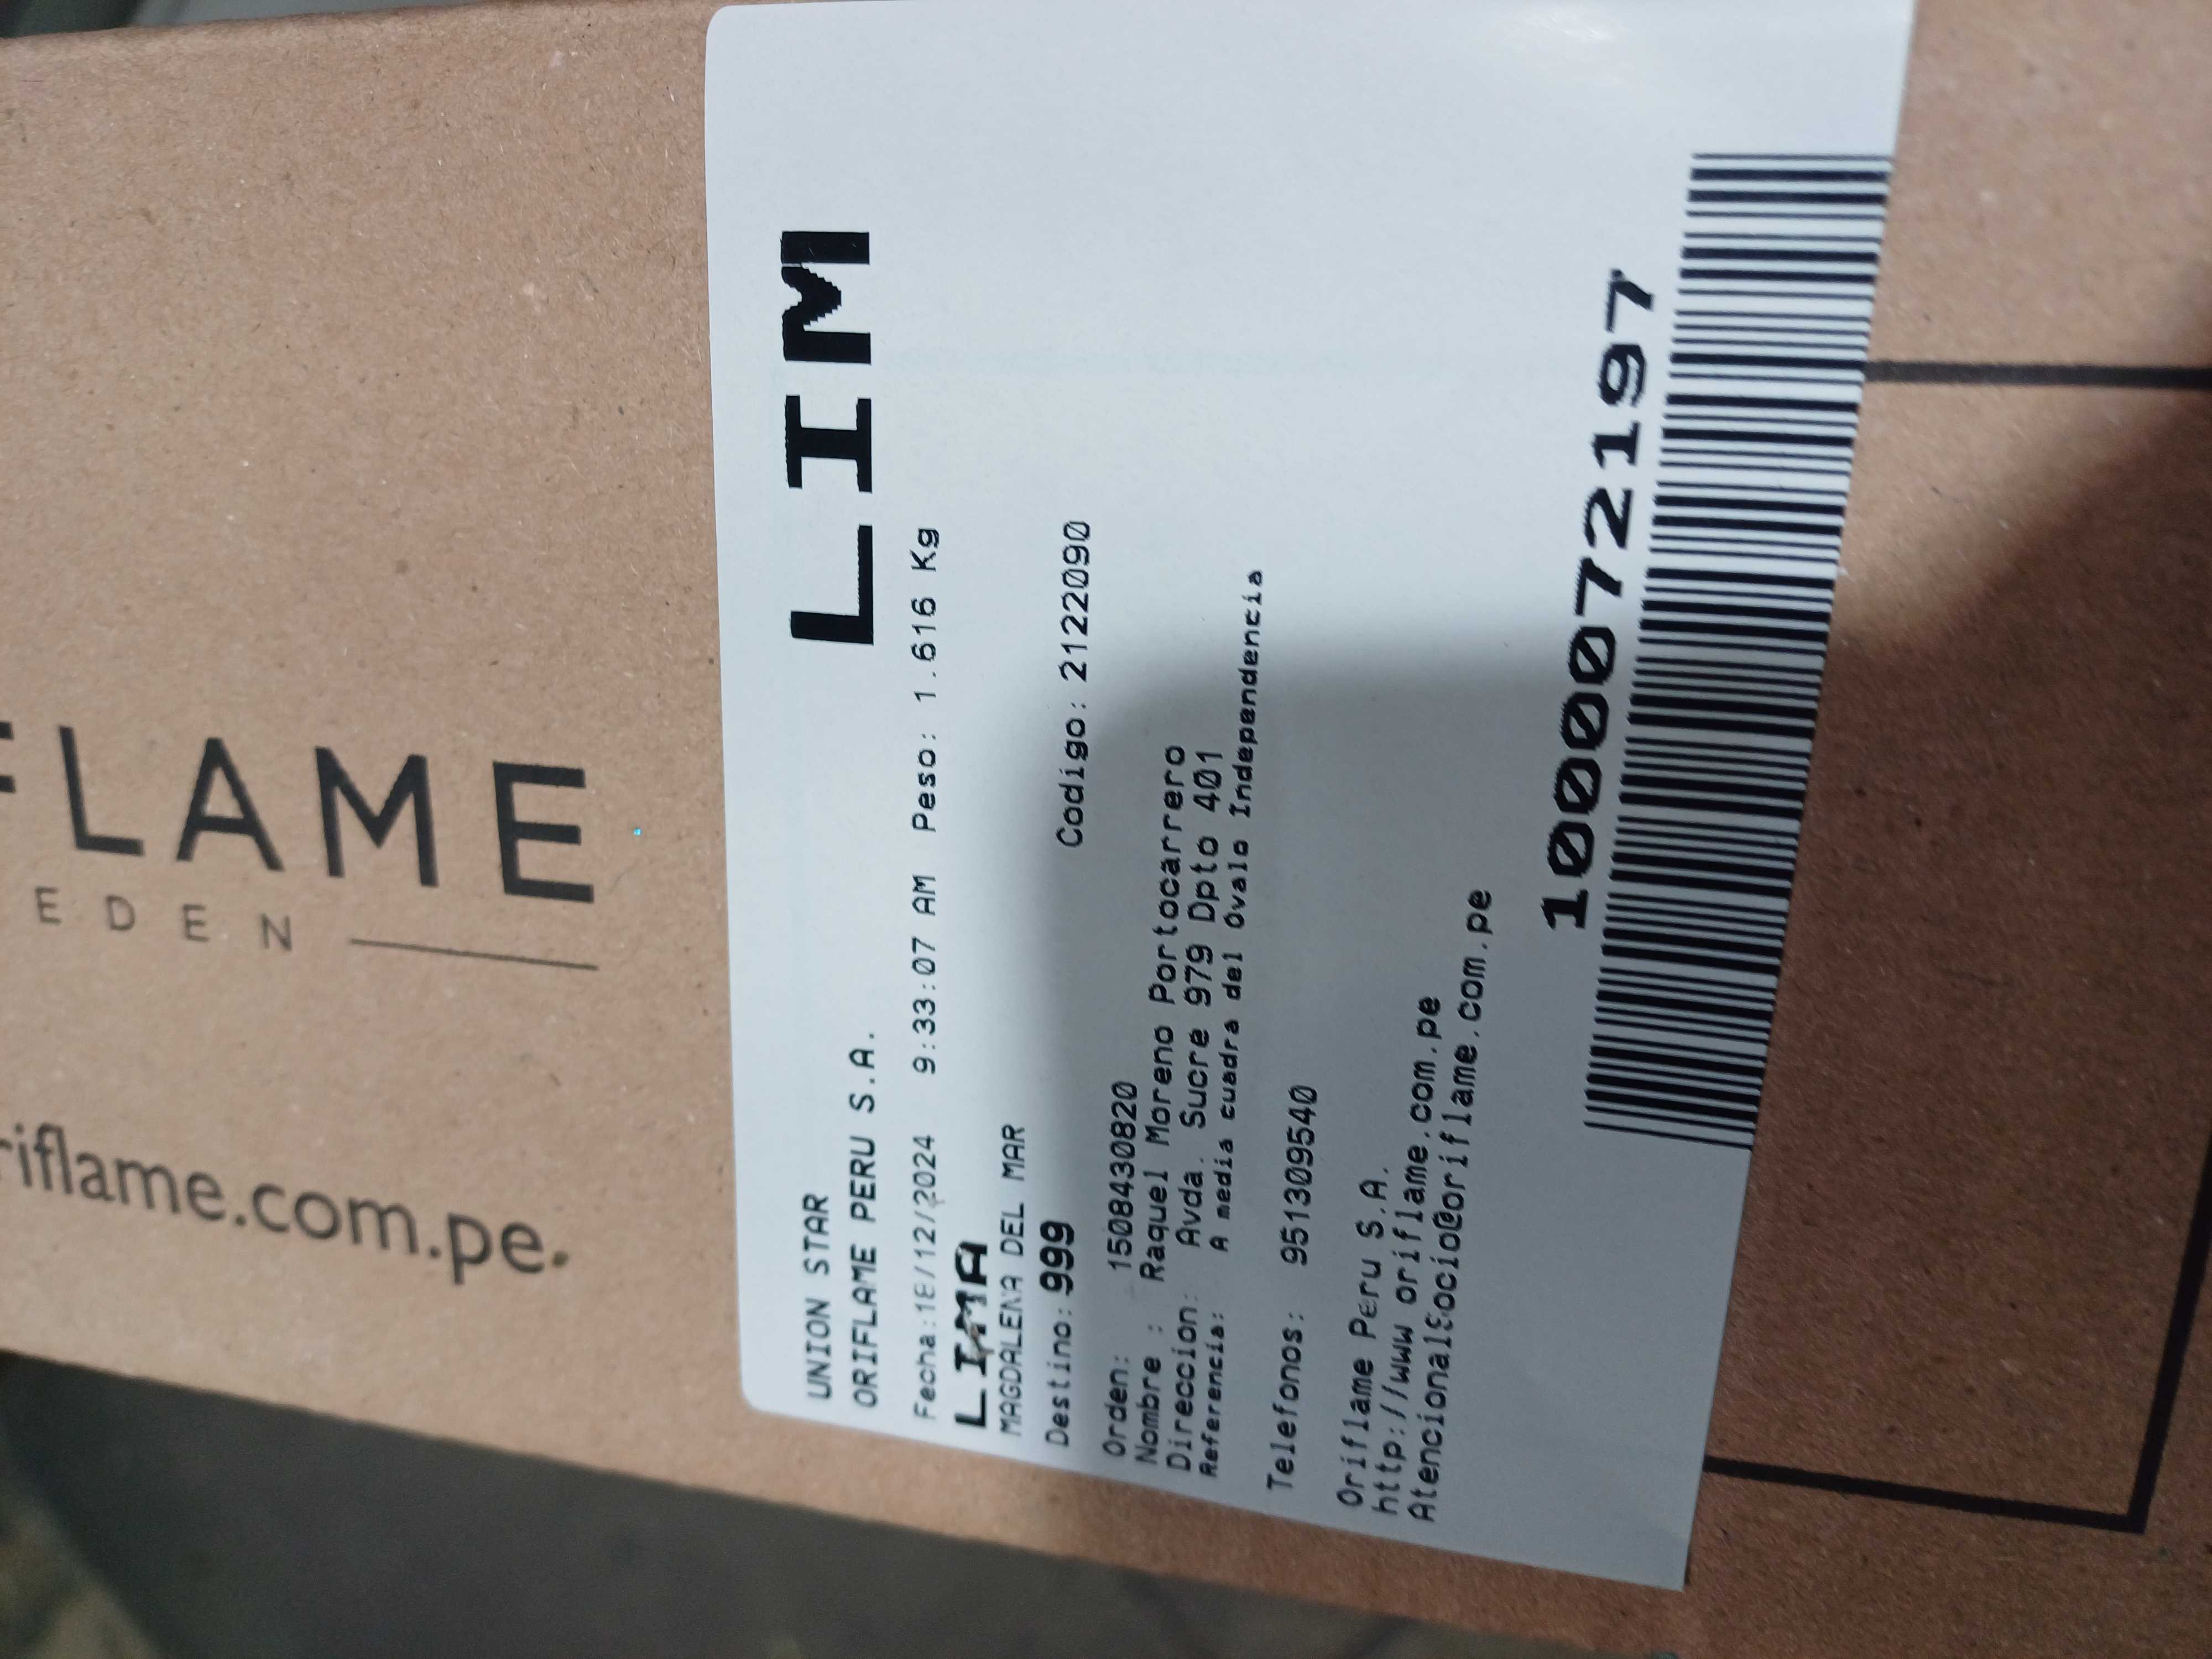 FLAME
EDEN
riflame.com.pe.
LIM
UNION STAR
ORIFLAME PERU S.A.
Fecha:18/12/2024 9:33:07 AM Peso: 1.616 Kg
LIMA
MAGDALENA DEL MAR
Destino: 999 Codigo: 2122090
Orden: 15084430820
Nombre : Raquel Moreno Portocarrero
Direccion: Avda. Sucre 979 Dpto 401
Referencia: A media cuadra del Ovalo Independencia
Telefonos: 951309540
Oriflame Peru S.A.
http://www oriflame.com.pe
AtencionalSocio@oriflame.com.pe
1000072197